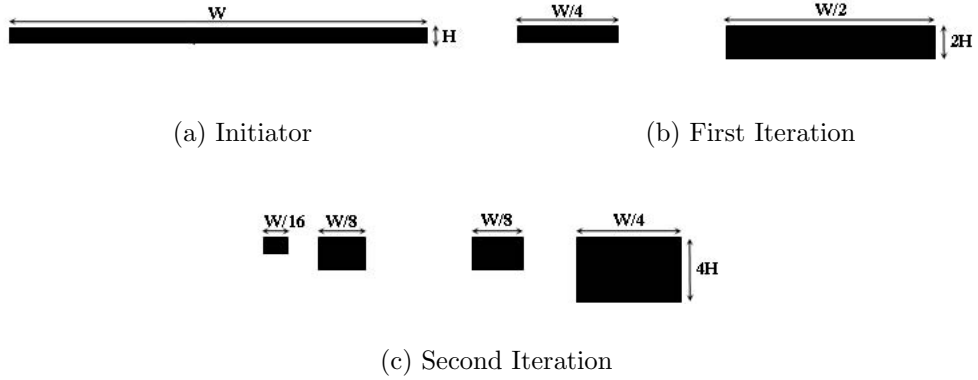 W
H
W/4
W/2
2H
(a) Initiator
(b) First Iteration
W/16
W/8
W/8
W/4
4H
(c) Second Iteration